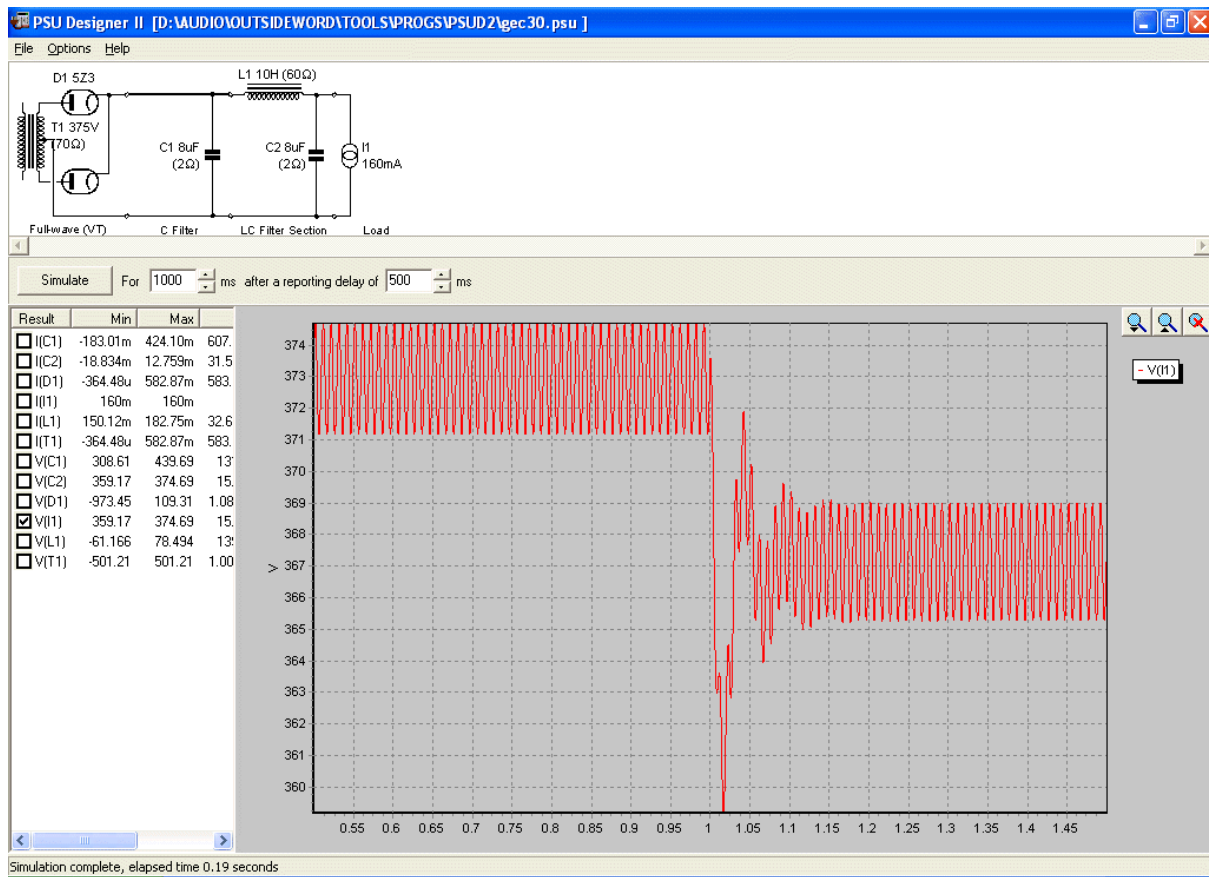 PSU Designer II [D:\AUDIO\OUTSIDEWORD\TOOLS\PROGS\PSUD2\gec30.psu ]
File Options Help
D1 5Z3
L1 10H (60Ω)
T1 375V
(70Ω)
C1 8uF
(2Ω)
C2 8uF
(2Ω)
I1
160mA
Full-wave (VT) C Filter LC Filter Section Load
Simulate For 1000 ms after a reporting delay of 500 ms
Result Min Max
I(C1) -183.01m 424.10m 607.
I(C2) -18.834m 12.759m 31.5
I(D1) -364.48u 582.87m 583.
I(I1) 160m 160m
I(L1) 150.12m 182.75m 32.6
I(T1) -364.48u 582.87m 583.
V(C1) 308.61 439.69
V(C2) 359.17 374.69 15.
V(D1) -973.45 109.31 1.08
V(I1) 359.17 374.69 15.
V(L1) -61.166 78.494
V(T1) -501.21 501.21 1.00
374
373
372
371
370
369
368
367
366
365
364
363
362
361
360
V
0.55 0.6 0.65 0.7 0.75 0.8 0.85 0.9 0.95 1 1.05 1.1 1.15 1.2 1.25 1.3 1.35 1.4 1.45
V(I1)
Simulation complete, elapsed time 0.19 seconds